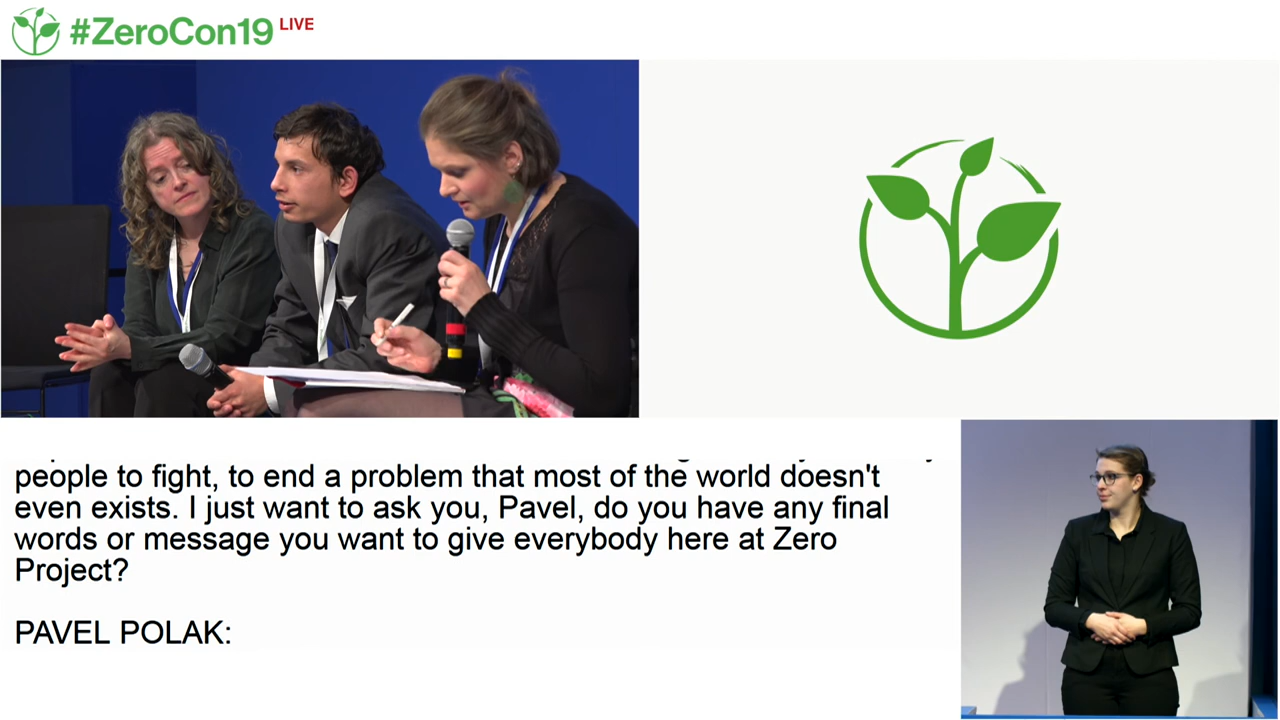 #ZeroCon19 LIVE
people to fight, to end a problem that most of the world doesn't
even exists. I just want to ask you, Pavel, do you have any final
words or message you want to give everybody here at Zero
Project?
PAVEL POLAK: